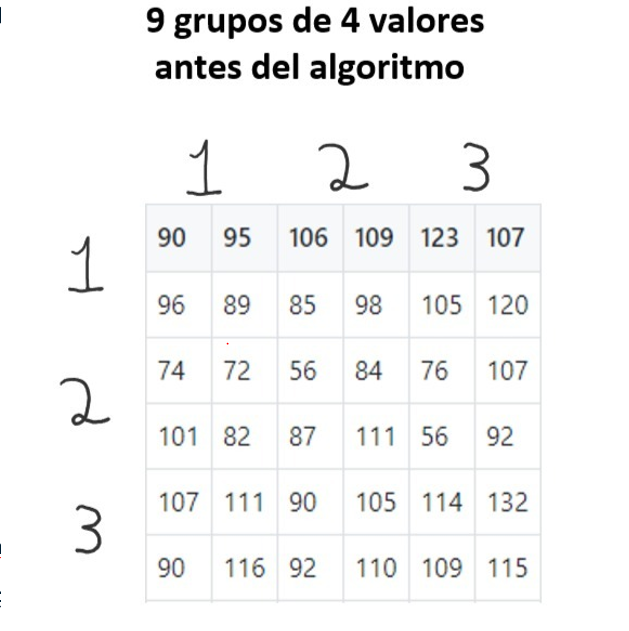 9 grupos de 4 valores
antes del algoritmo
1 2 3
1
90 95 106 109 123 107
96 89 85 98 105 120
2
74 72 56 84 76 107
101 82 87 111 56 92
3
107 111 90 105 114 132
90 116 92 110 109 115